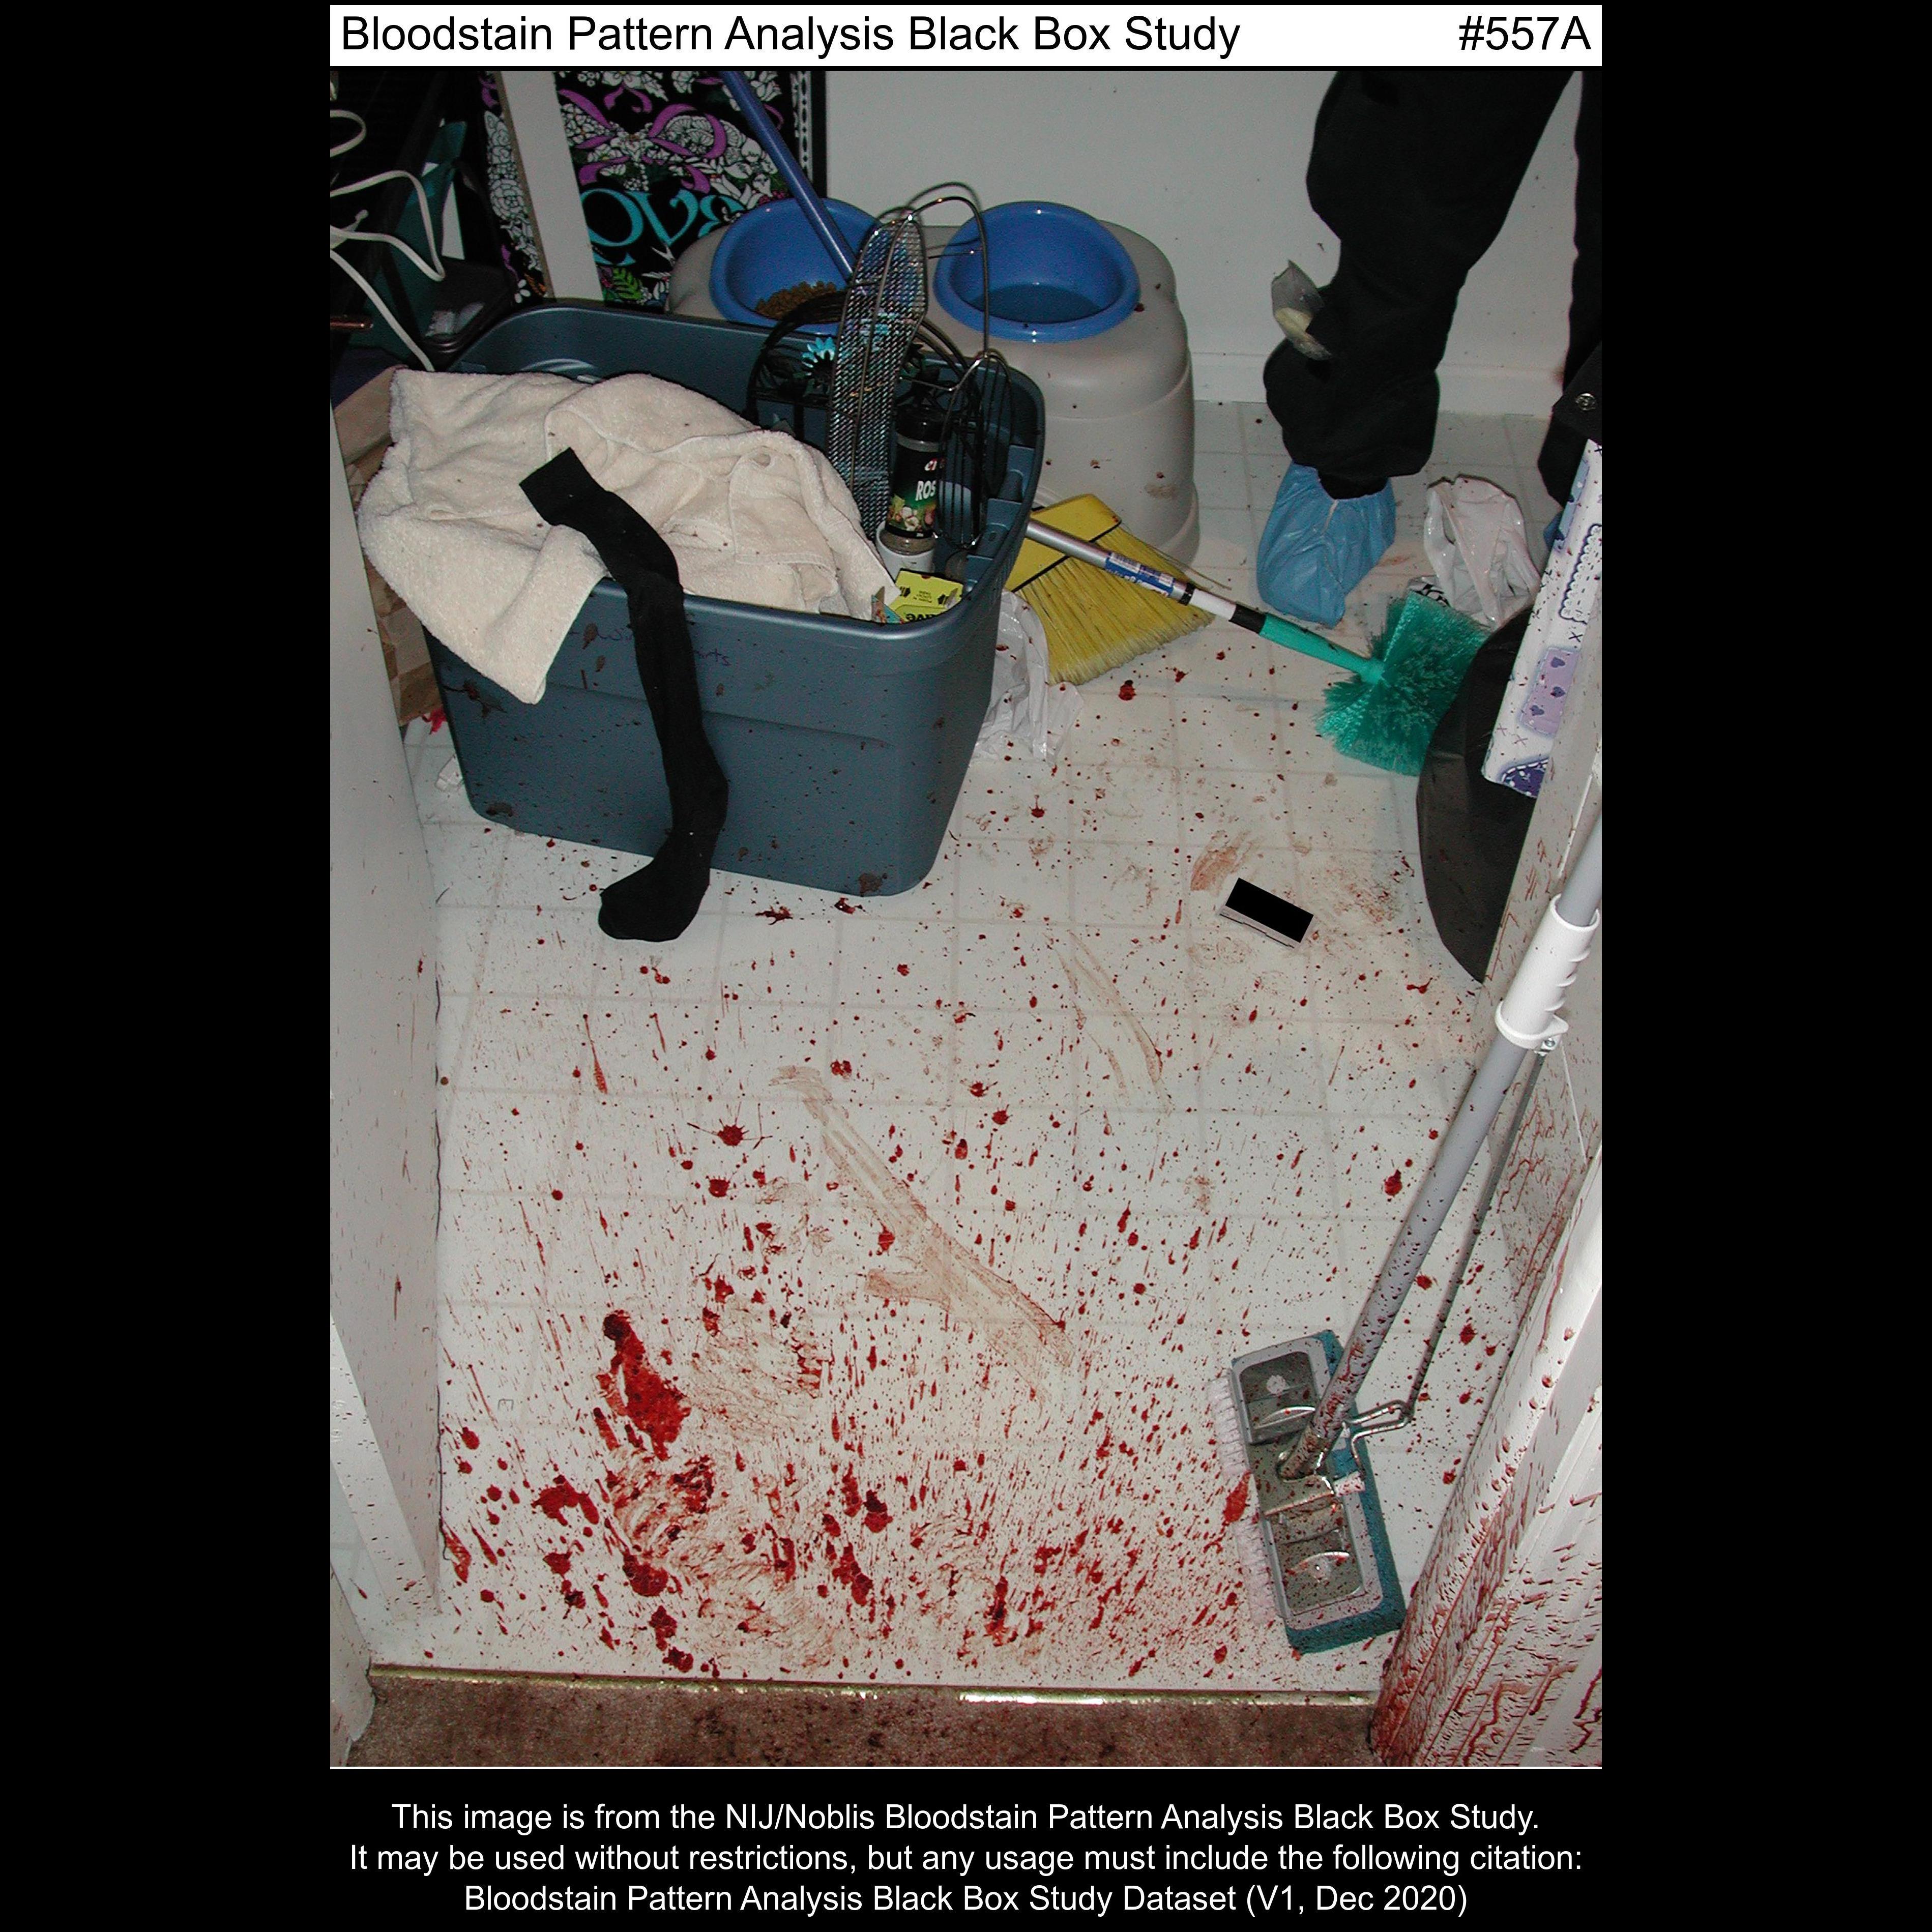 Bloodstain Pattern Analysis Black Box Study #557A
OVE
ROS
This image is from the NIJ/Noblis Bloodstain Pattern Analysis Black Box Study.
It may be used without restrictions, but any usage must include the following citation:
Bloodstain Pattern Analysis Black Box Study Dataset (V1, Dec 2020)